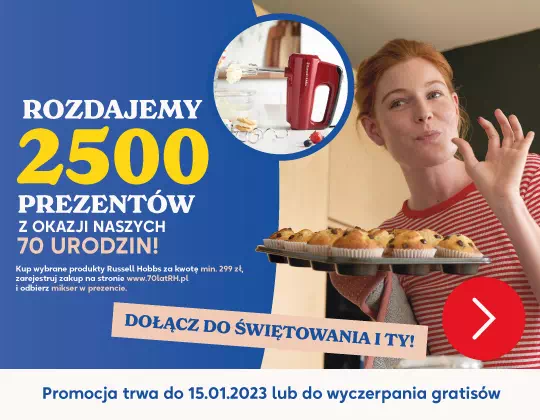 ROZDAJEMY
2500
PREZENTÓW
Z OKAZJI NASZYCH
70 URODZIN!
Kup wybrane produkty Russell Hobbs za kwotę min. 299 zł,
zarejestruj zakup na stronie www.70latRH.pl
i odbierz mikser w prezencie.
DOŁĄCZ DO ŚWIĘTOWANIA I TY!
Promocja trwa do 15.01.2023 lub do wyczerpania gratisów